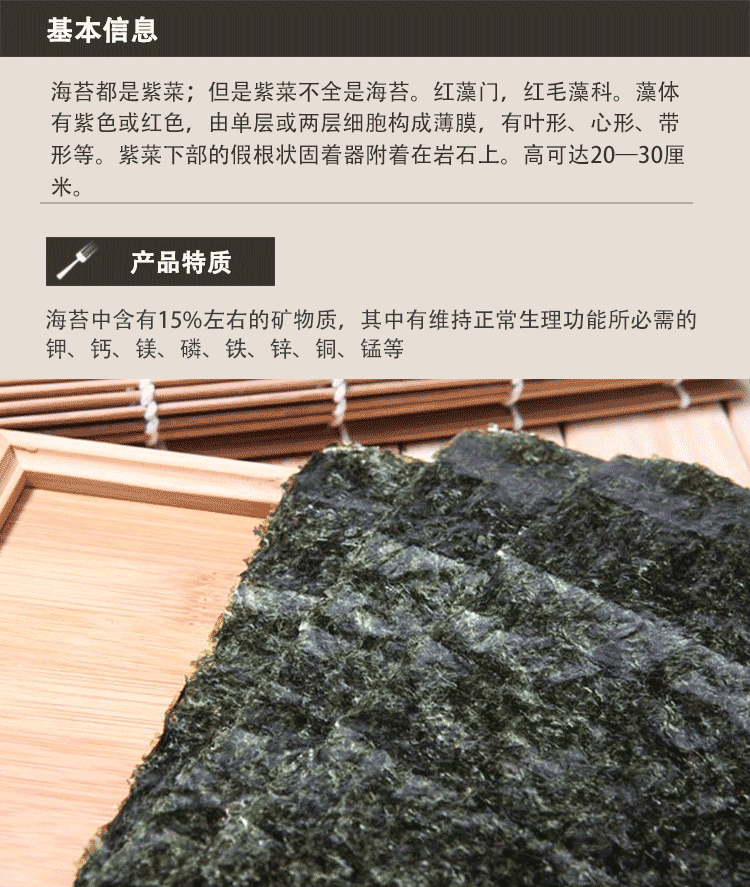 基本信息
海苔都是紫菜；但是紫菜不全是海苔。红藻门，红毛藻科。藻体
有紫色或红色，由单层或两层细胞构成薄膜，有叶形、心形、带
形等。紫菜下部的假根状固着器附着在岩石上。高可达20—30厘
米。
产品特质
海苔中含有15%左右的矿物质，其中有维持正常生理功能所必需的
钾、钙、镁、磷、铁、锌、铜、锰等